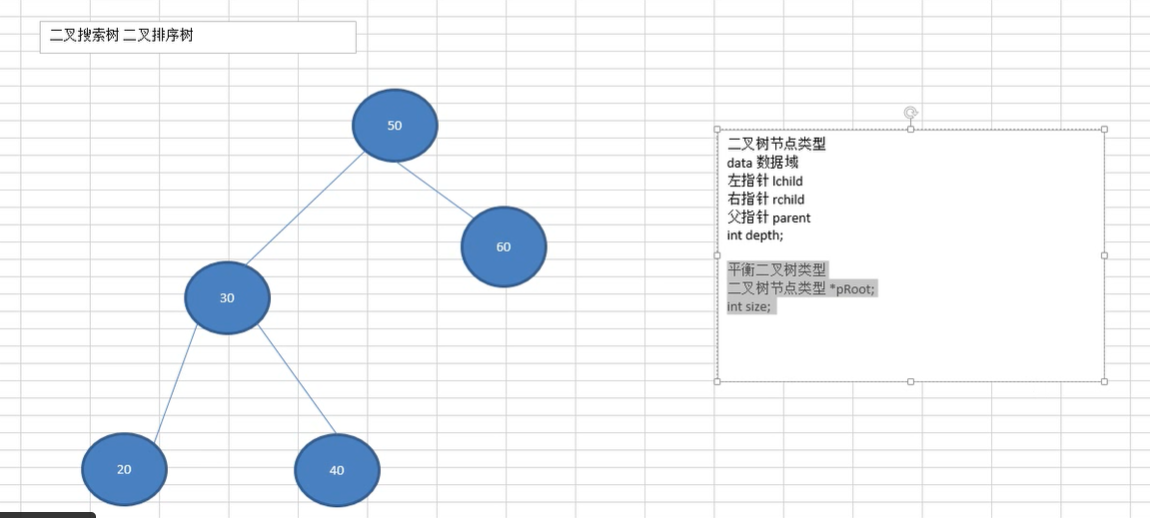 二叉搜索树 二叉排序树
50
60
30
20
40
二叉树节点类型
data 数据域
左指针 lchild
右指针 rchild
父指针 parent
int depth;
平衡二叉树类型
二叉树节点类型 *pRoot;
int size;